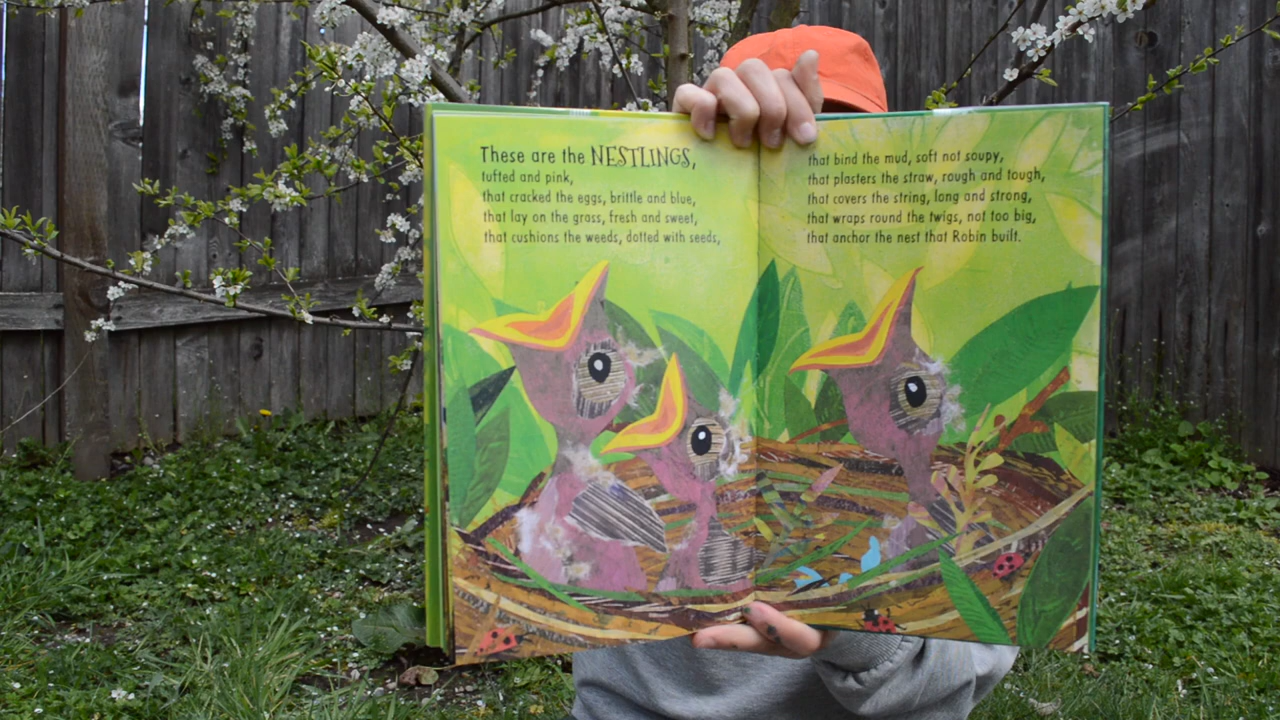 These are the NESTLINGS,
tufted and pink,
that cracked the eggs, brittle and blue,
that lay on the grass, fresh and sweet,
that cushions the weeds, dotted with seeds,
that bind the mud, soft not soupy,
that plasters the straw, rough and tough,
that covers the string, long and strong,
that wraps round the twigs, not too big,
that anchor the nest that Robin built.